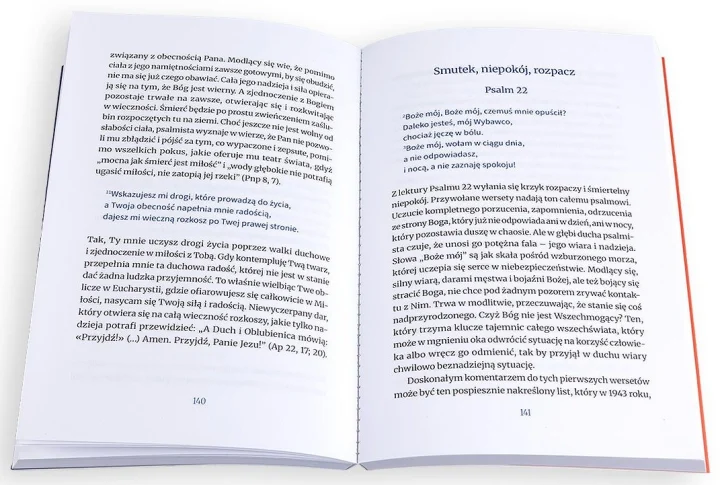 związany z obecnością Pana. Modlący się wie, że pomimo
ciała z jego namiętnościami zawsze gotowymi, by się obudzić,
nie ma się już czego obawiać. Cała jego nadzieja i siła opiera-
ją się na tym, że Bóg jest wierny. A zjednoczenie z Bogiem
pozostaje trwałe na zawsze, otwierając się i rozkwitając
w wieczności. Śmierć będzie po prostu zwieńczeniem zaślu-
bin rozpoczętych tu na ziemi. Choć jeszcze nie jest wolny od
słabości ciała, psalmista wyznaje w wierze, że Pan nie pozwo-
li mu zbłądzić i pójść za tym, co wypaczone i zepsute, pomi-
mo wszelkich pokus, jakie oferuje mu teatr świata, gdyż
„mocna jak śmierć jest miłość” i „wody głębokie nie potrafią
ugasić miłości, nie zatopią jej rzeki” (Pnp 8, 7).
¹¹Wskazujesz mi drogi, które prowadzą do życia,
a Twoja obecność napełnia mnie radością,
dajesz mi wieczną rozkosz po Twej prawej stronie.
Tak, Ty mnie uczysz drogi życia poprzez walki duchowe
i zjednoczenie w miłości z Tobą. Gdy kontempluję Twą twarz,
przepełnia mnie ta duchowa radość, której nie jest w stanie
dać żadna ludzka przyjemność. To właśnie wielbiąc Twe ob-
licze w Eucharystii, gdzie ofiarowujesz się całkowicie w Mi-
łości, nasycam się Twoją siłą i radością. Niewyczerpany dar,
który otwiera się na całą wieczność rozkoszy, jakie tylko na-
dzieja potrafi przewidzieć: „A Duch i Oblubienica mówią:
«Przyjdź!» (...) Amen. Przyjdź, Panie Jezu!” (Ap 22, 17; 20).
140
Smutek, niepokój, rozpacz
Psalm 22
²Boże mój, Boże mój, czemuś mnie opuścił?
Daleko jesteś, mój Wybawco,
chociaż jęczę w bólu.
³Boże mój, wołam w ciągu dnia,
a nie odpowiadasz,
i nocą, a nie zaznaję spokoju!
Z lektury Psalmu 22 wyłania się krzyk rozpaczy i śmiertelny
niepokój. Przywołane wersety nadają ton całemu psalmowi.
Uczucie kompletnego porzucenia, zapomnienia, odrzucenia
ze strony Boga, który już nie odpowiada ani w dzień, ani w nocy,
który pozostawia duszę w chaosie. Ale w głębi ducha psalmi-
sta czuje, że unosi go potężna fala – jego wiara i nadzieja.
Słowa „Boże mój” są jak skała pośród wzburzonego morza,
której uczepia się serce w niebezpieczeństwie. Modlący się,
silny wiarą, darami męstwa i bojaźni Bożej, ale też bojący się
stracić Boga, nie chce pod żadnym pozorem zrywać kontak-
tu z Nim. Trwa w modlitwie, przeczuwając, że stanie się coś
nadprzyrodzonego. Czyż Bóg nie jest Wszechmogący? Ten,
który trzyma klucze tajemnic całego wszechświata, który
może w mgnieniu oka odwrócić sytuację na korzyść człowie-
ka albo wręcz go odmienić, tak by przyjął w duchu wiary
chwilowo beznadziejną sytuację.
Doskonałym komentarzem do tych pierwszych wersetów
może być ten pospiesznie nakreślony list, który w 1943 roku,
141